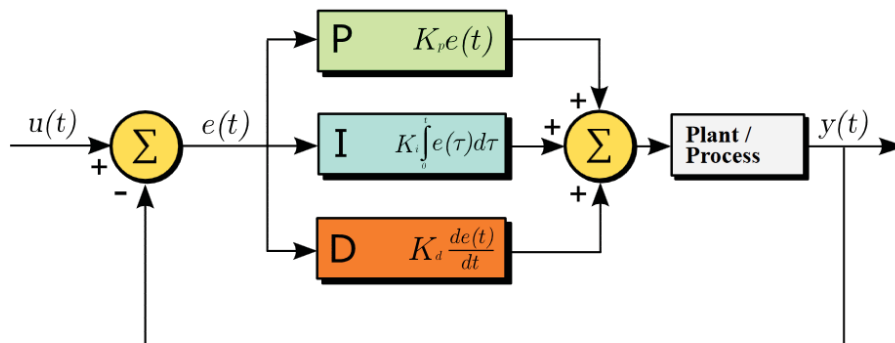 u(t)
+
-
Σ
e(t)
P K_p e(t)
I K_i ∫_0^t e(τ)dτ
D K_d de(t)/dt
+
+
+
Σ
Plant /
Process
y(t)